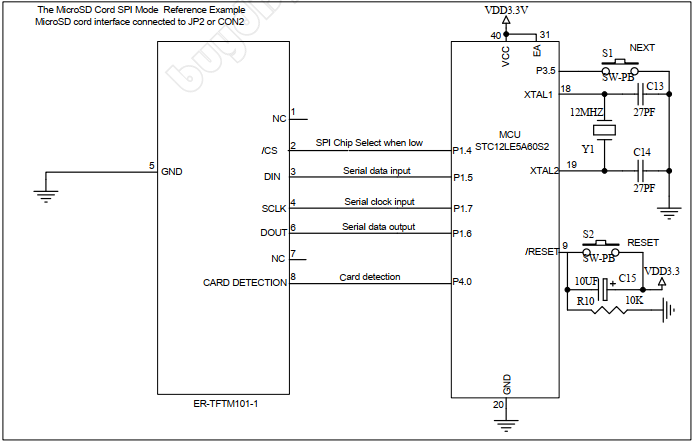 The MicroSD Cord SPI Mode Reference Example
MicroSD cord interface connected to JP2 or CON2
VDD3.3V
40
31
VCC
EA
S1
NEXT
P3.5
SW-PB
XTAL1
18
C13
12MHZ
27PF
1
NC
MCU
STC12LE5A60S2
/CS
2
SPI Chip Select when low
P1.4
Y1
C14
5
GND
DIN
3
Serial data input
P1.5
XTAL2
19
27PF
SCLK
4
Serial clock input
P1.7
DOUT
6
Serial data output
P1.6
S2
RESET
/RESET
9
NC
7
SW-PB
CARD DETECTION
8
Card detection
P4.0
10UF
+
C15
VDD3.3
R10
10K
GND
20
ER-TFTM101-1